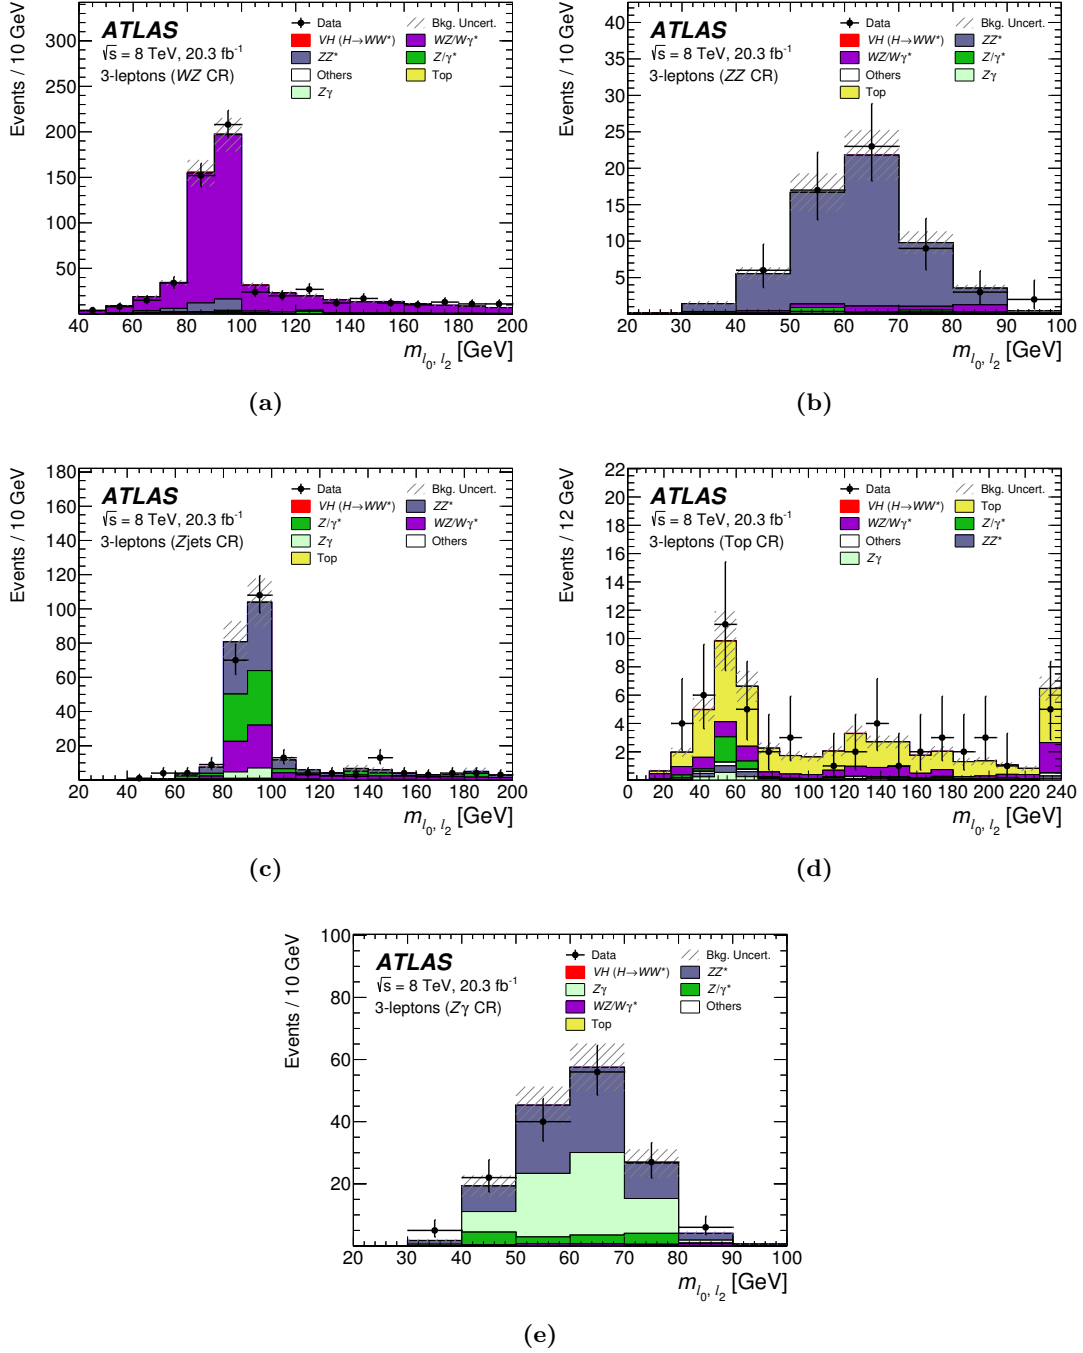 Events / 10 GeV
ATLAS
√s = 8 TeV, 20.3 fb⁻¹
3-leptons (WZ CR)
Data
Bkg. Uncert.
VH (H→WW*)
WZ/Wγ*
ZZ*
Z/γ*
Others
Top
Zγ
300
250
200
150
100
50
40 60 80 100 120 140 160 180 200
m_{l₀, l₂} [GeV]
(a)
Events / 10 GeV
ATLAS
√s = 8 TeV, 20.3 fb⁻¹
3-leptons (ZZ CR)
Data
Bkg. Uncert.
VH (H→WW*)
ZZ*
WZ/Wγ*
Z/γ*
Others
Zγ
Top
40
35
30
25
20
15
10
5
20 30 40 50 60 70 80 90 100
m_{l₀, l₂} [GeV]
(b)
Events / 10 GeV
ATLAS
√s = 8 TeV, 20.3 fb⁻¹
3-leptons (Zjets CR)
Data
Bkg. Uncert.
VH (H→WW*)
ZZ*
Z/γ*
WZ/Wγ*
Zγ
Others
Top
180
160
140
120
100
80
60
40
20
20 40 60 80 100 120 140 160 180 200
m_{l₀, l₂} [GeV]
(c)
Events / 12 GeV
ATLAS
√s = 8 TeV, 20.3 fb⁻¹
3-leptons (Top CR)
Data
Bkg. Uncert.
VH (H→WW*)
Top
WZ/Wγ*
Z/γ*
Others
ZZ*
Zγ
22
20
18
16
14
12
10
8
6
4
2
0 20 40 60 80 100 120 140 160 180 200 220 240
m_{l₀, l₂} [GeV]
(d)
Events / 10 GeV
ATLAS
√s = 8 TeV, 20.3 fb⁻¹
3-leptons (Zγ CR)
Data
Bkg. Uncert.
VH (H→WW*)
ZZ*
Zγ
Z/γ*
WZ/Wγ*
Others
Top
100
80
60
40
20
20 30 40 50 60 70 80 90 100
m_{l₀, l₂} [GeV]
(e)